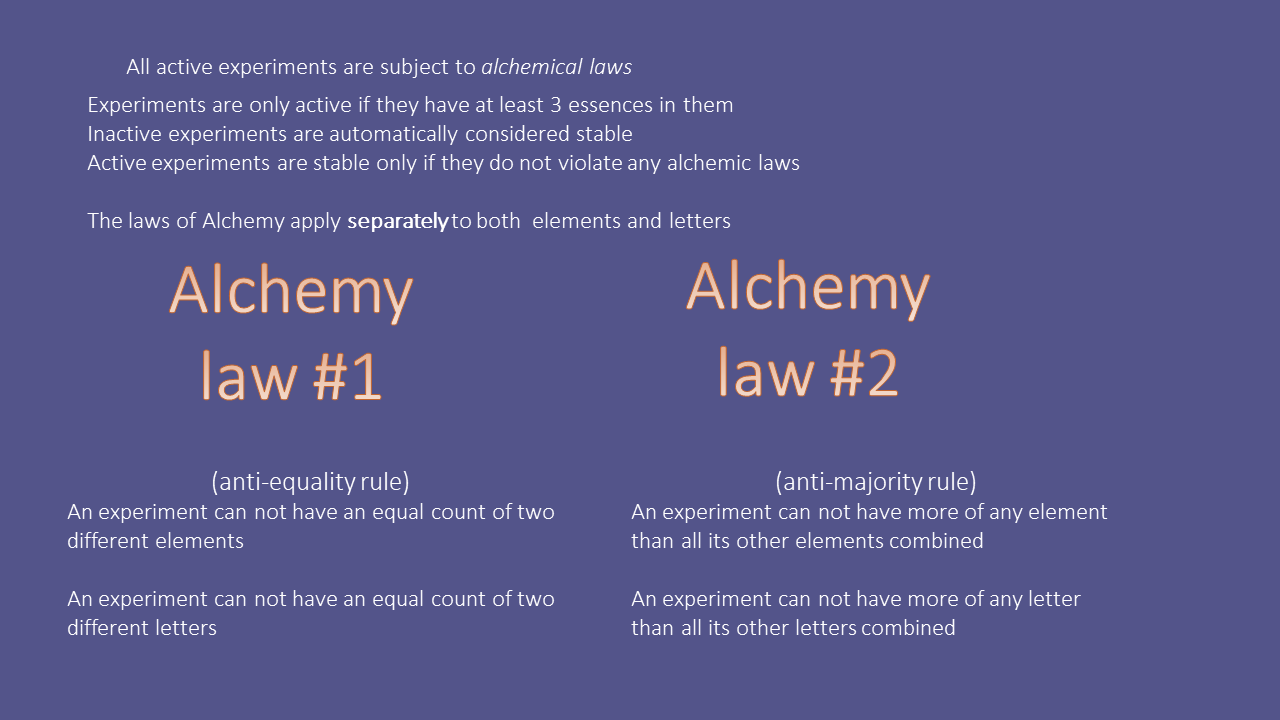 All active experiments are subject to alchemical laws
Experiments are only active if they have at least 3 essences in them
Inactive experiments are automatically considered stable
Active experiments are stable only if they do not violate any alchemic laws
The laws of Alchemy apply separately to both elements and letters
Alchemy
law #1
(anti-equality rule)
An experiment can not have an equal count of two
different elements
An experiment can not have an equal count of two
different letters
Alchemy
law #2
(anti-majority rule)
An experiment can not have more of any element
than all its other elements combined
An experiment can not have more of any letter
than all its other letters combined